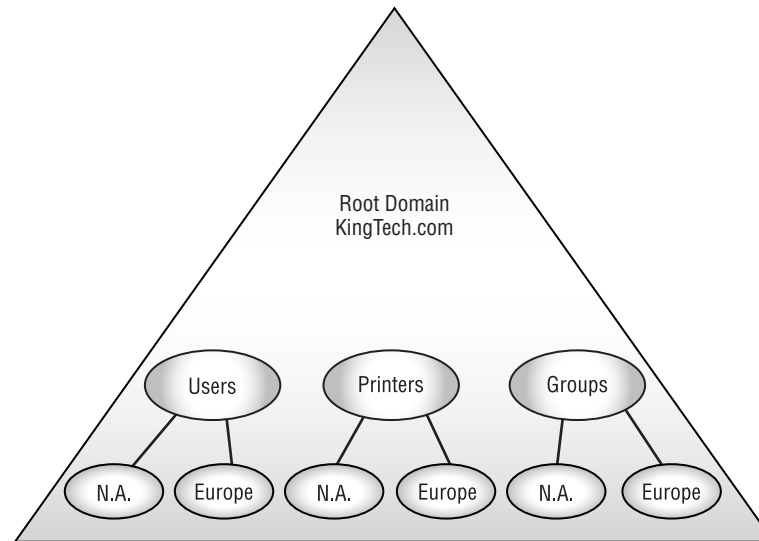 Root Domain
KingTech.com
Users
Printers
Groups
N.A.
Europe
N.A.
Europe
N.A.
Europe